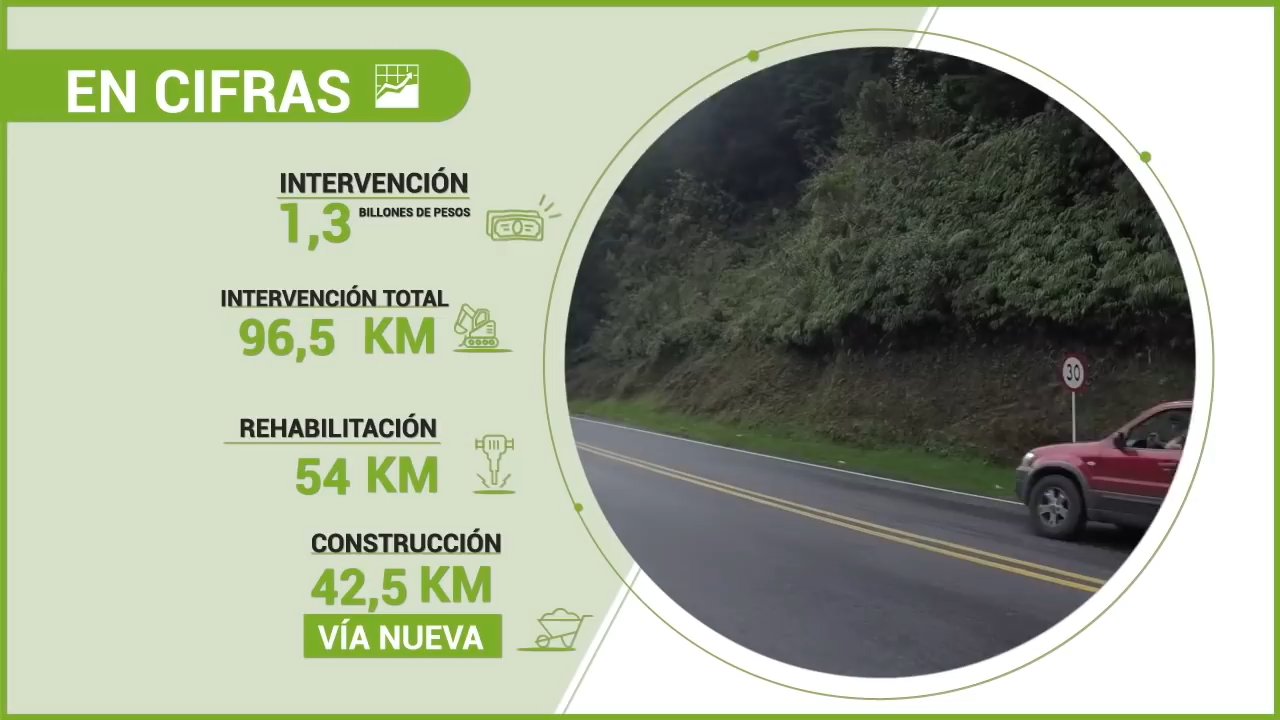 EN CIFRAS
INTERVENCIÓN
1,3 BILLONES DE PESOS
INTERVENCIÓN TOTAL
96,5 KM
REHABILITACIÓN
54 KM
CONSTRUCCIÓN
42,5 KM
VÍA NUEVA
30